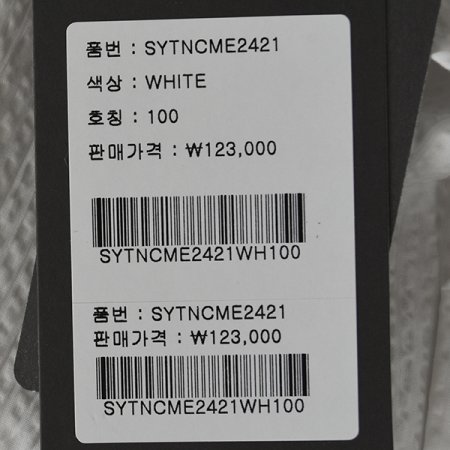 품번 : SYTNCME2421
색상 : WHITE
호칭 : 100
판매가격 : ₩123,000
SYTNCME2421WH100
품번 : SYTNCME2421
판매가격 : ₩123,000
SYTNCME2421WH100